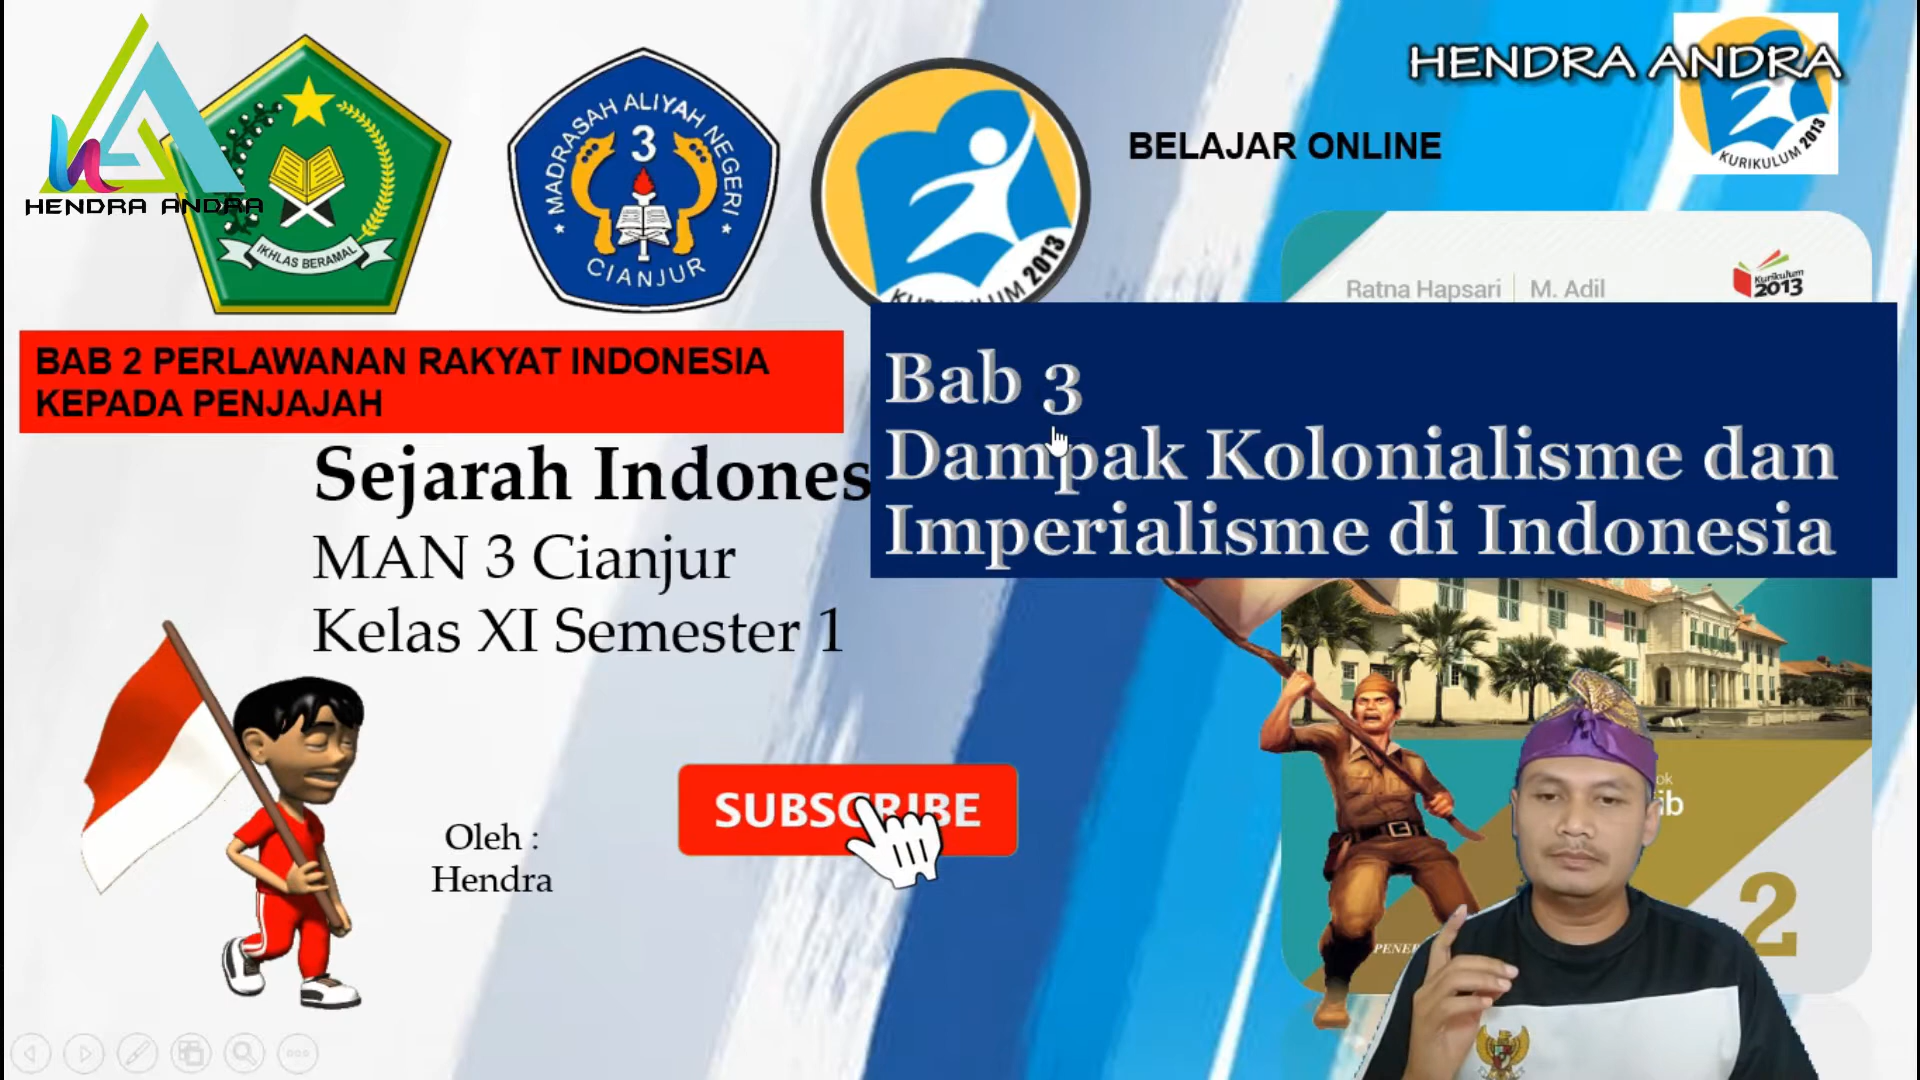 HENDRA ANDRA
IKHLAS BERAMAL
MADRASAH ALIYAH NEGERI
3
CIANJUR
KURIKULUM 2013
BELAJAR ONLINE
HENDRA ANDRA
KURIKULUM 2013
Ratna Hapsari M. Adil
Kurikulum
2013
BAB 2 PERLAWANAN RAKYAT INDONESIA
KEPADA PENJAJAH
Bab 3
Dampak Kolonialisme dan
Imperialisme di Indonesia
Sejarah Indones
MAN 3 Cianjur
Kelas XI Semester 1
Oleh :
Hendra
SUBSCRIBE
2